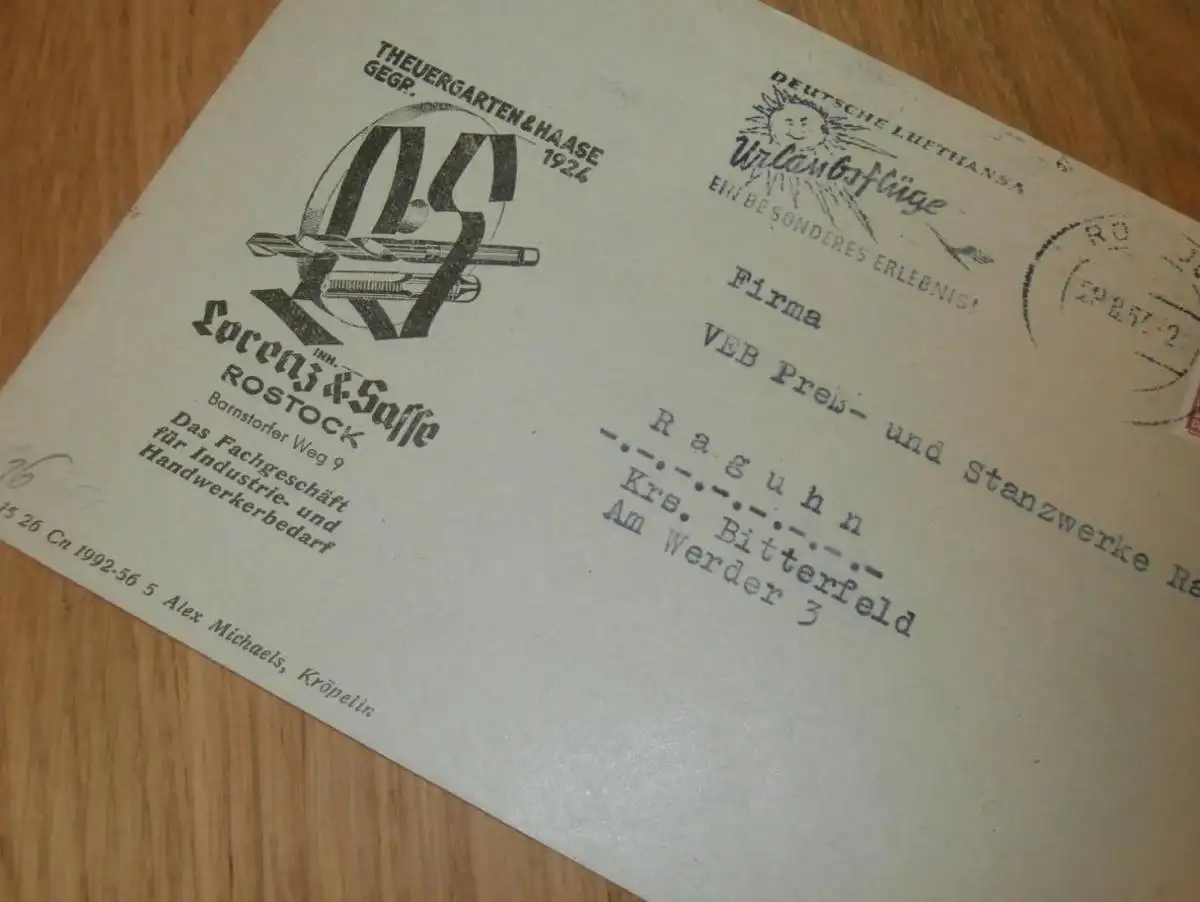 THEUERGARTEN & HAASE
GEGR. 1924
LS
INH.
Lorenz & Sasse
ROSTOCK
Barnstorfer Weg 9
Das Fachgeschäft
für Industrie- und
Handwerkerbedarf
15 26 Cn 1992-56 5 Alex Michaels, Kröpelin
DEUTSCHE LUFTHANSA
Urlaubsflüge
EIN BESONDERES ERLEBNIS!
RO
Firma
VEB Preß- und Stanzwerke Ra
Raguhn
-.-.-.-.-.-.-.-
Krs. Bitterfeld
Am Werder 3